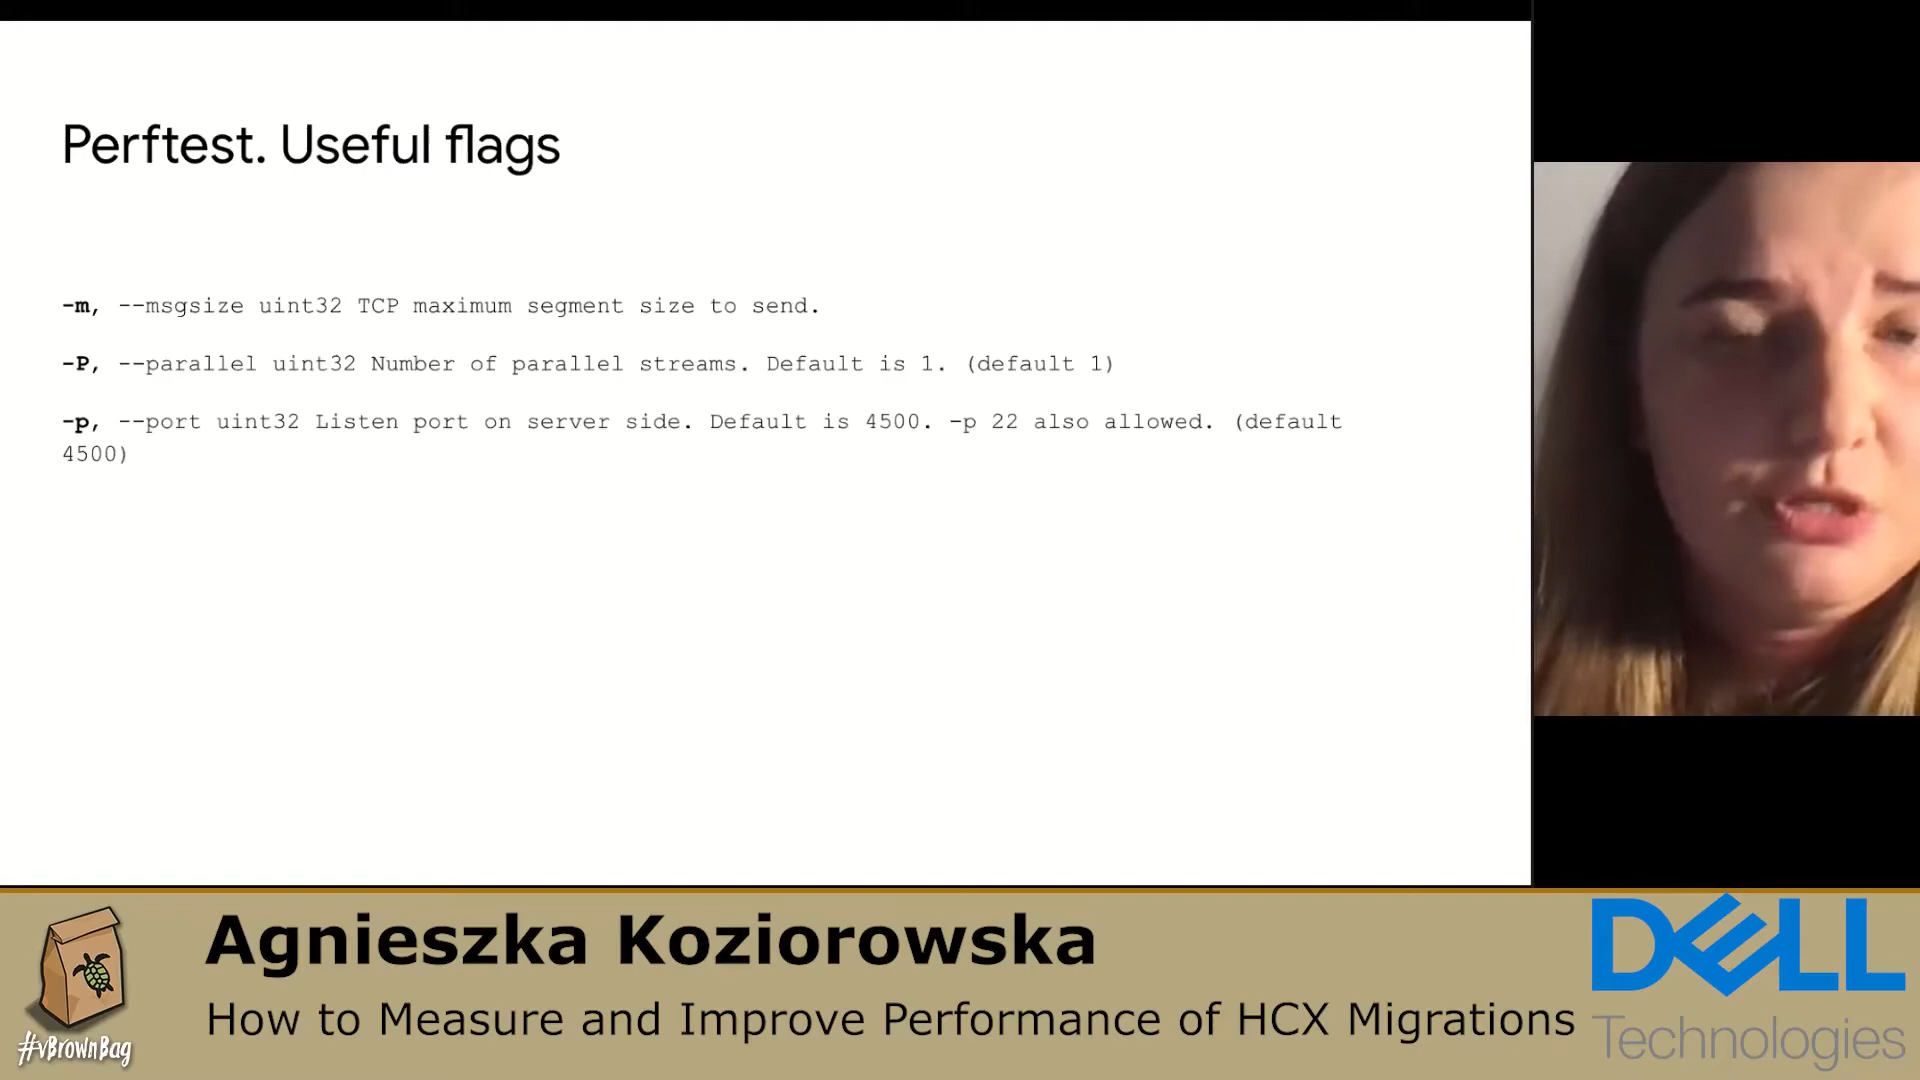 Perftest. Useful flags
-m, --msgsize uint32 TCP maximum segment size to send.
-P, --parallel uint32 Number of parallel streams. Default is 1. (default 1)
-p, --port uint32 Listen port on server side. Default is 4500. -p 22 also allowed. (default
4500)
Agnieszka Koziorowska
How to Measure and Improve Performance of HCX Migrations
#vBrownBag
DELL
Technologies